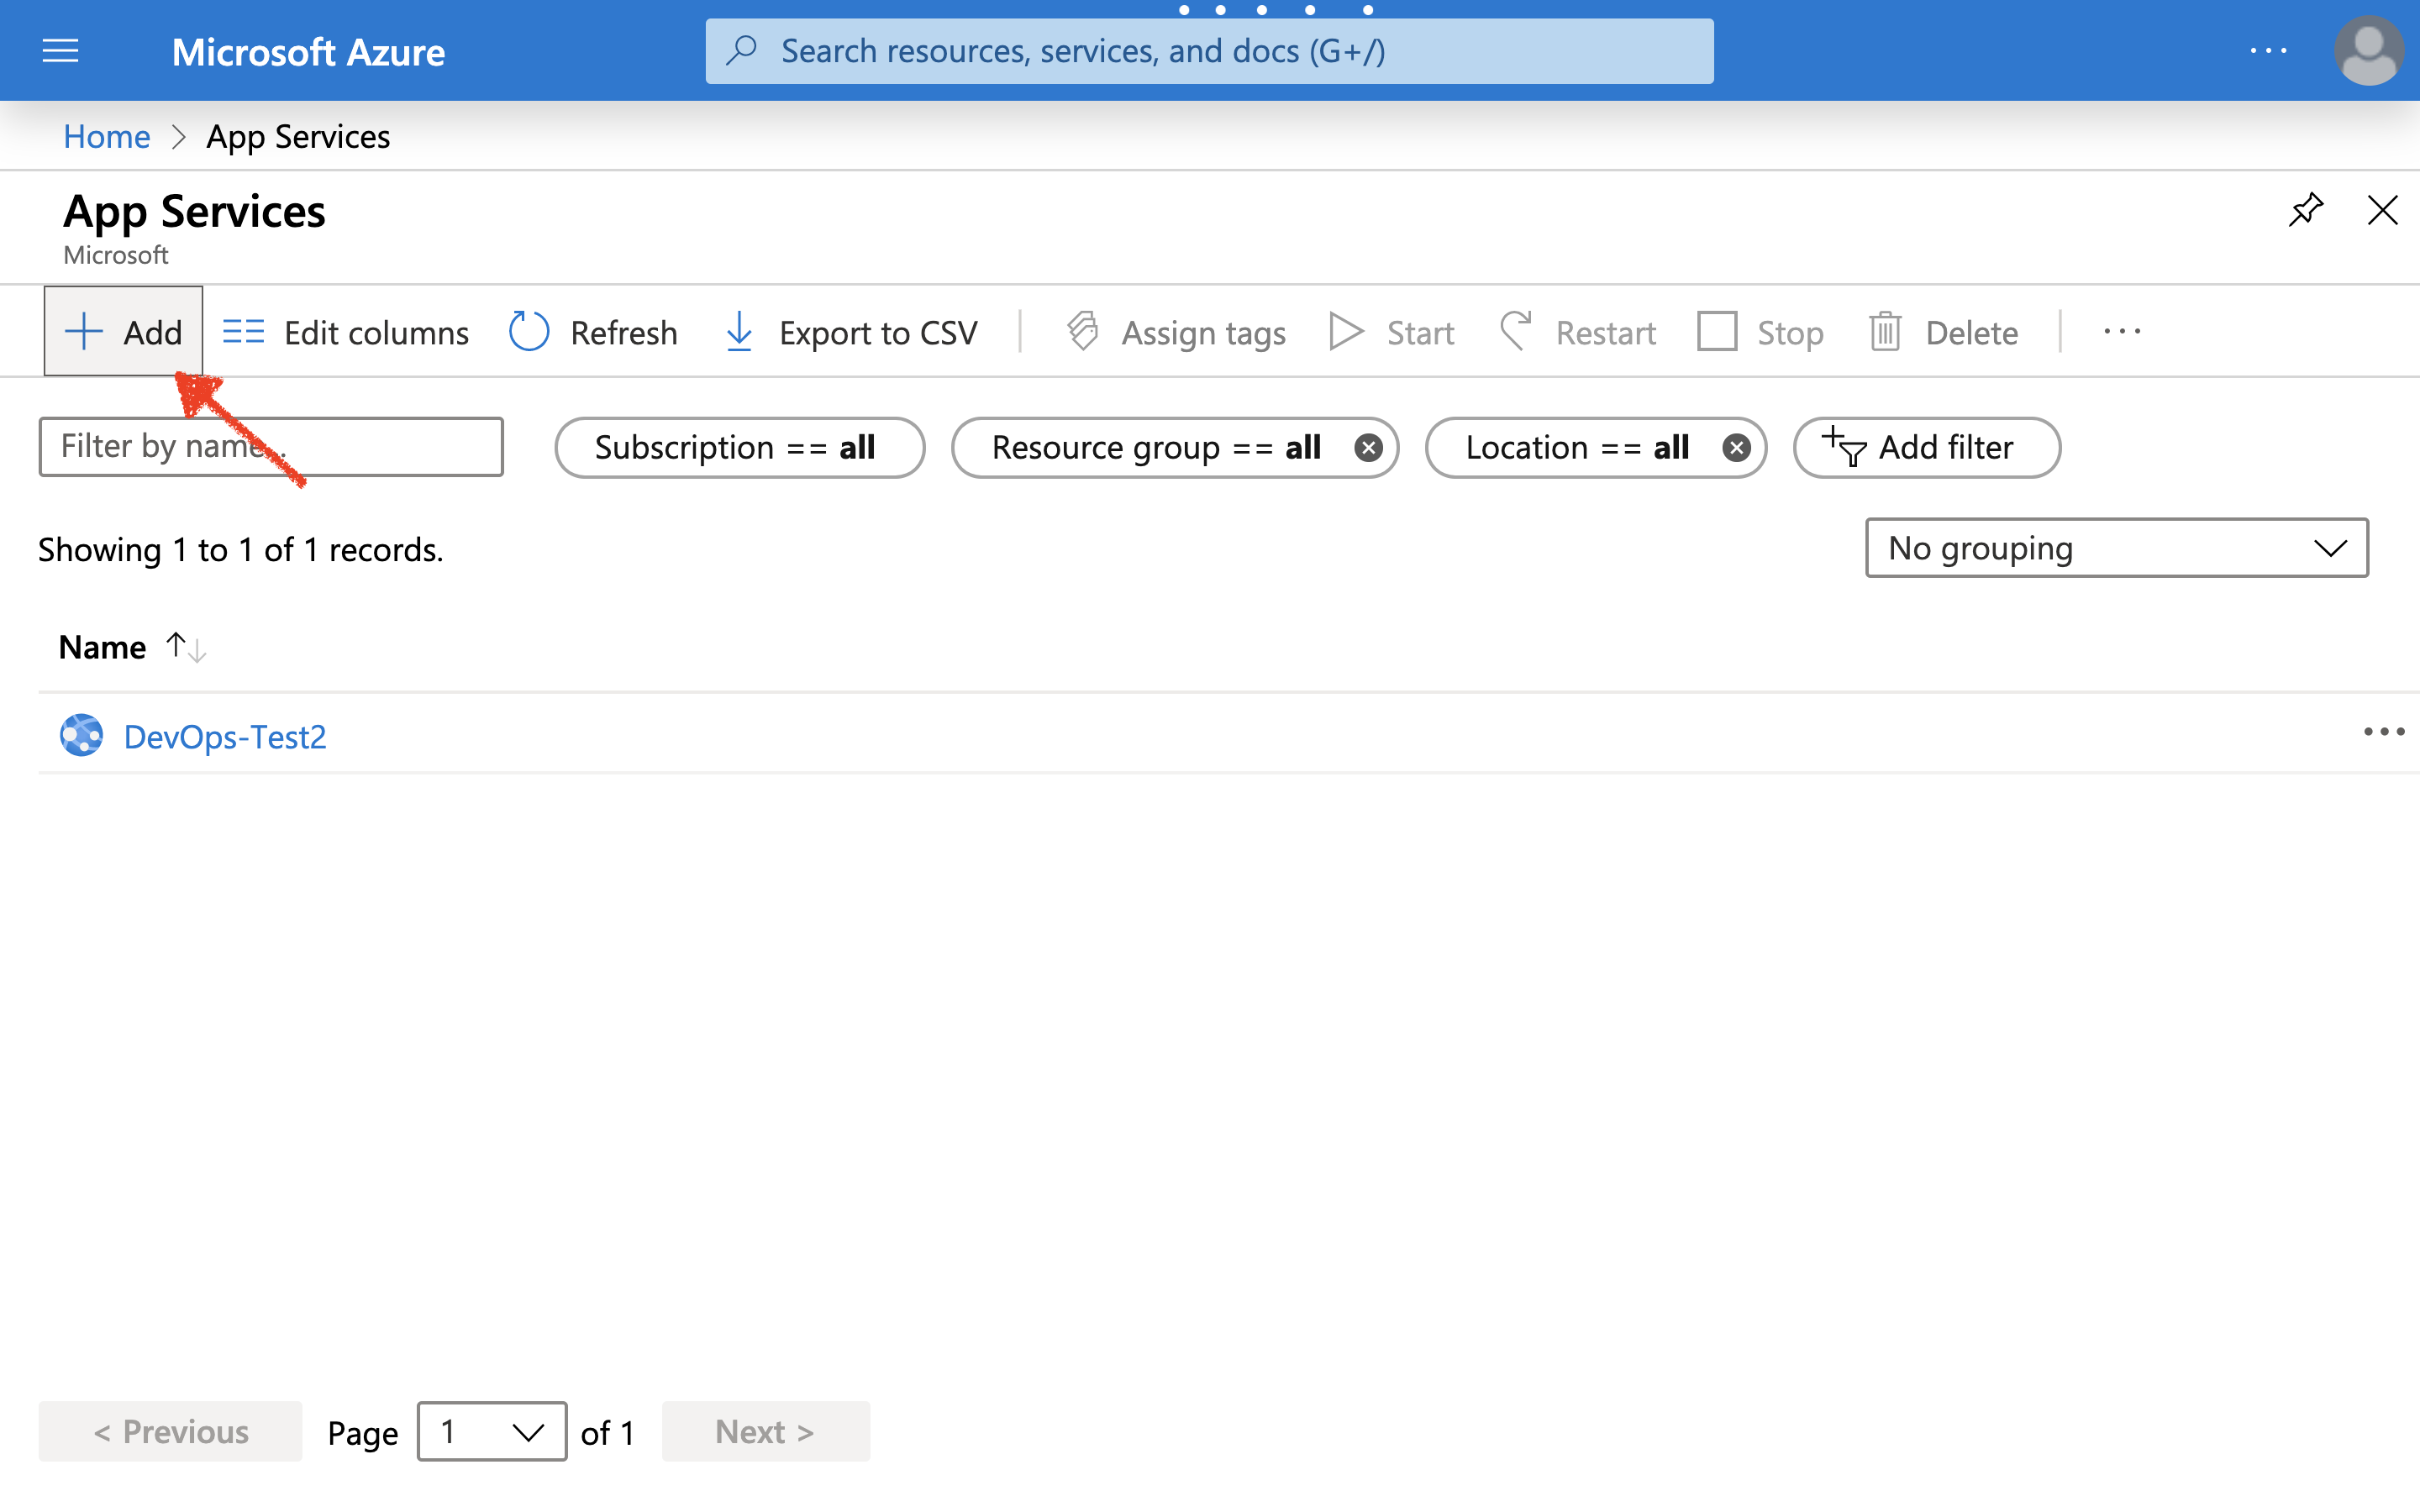 Microsoft Azure
Search resources, services, and docs (G+/)
Home > App Services
App Services
Microsoft
Add Edit columns Refresh Export to CSV Assign tags Start Restart Stop Delete
Filter by name...
Subscription == all Resource group == all Location == all Add filter
Showing 1 to 1 of 1 records.
No grouping
Name
DevOps-Test2
< Previous Page 1 of 1 Next >